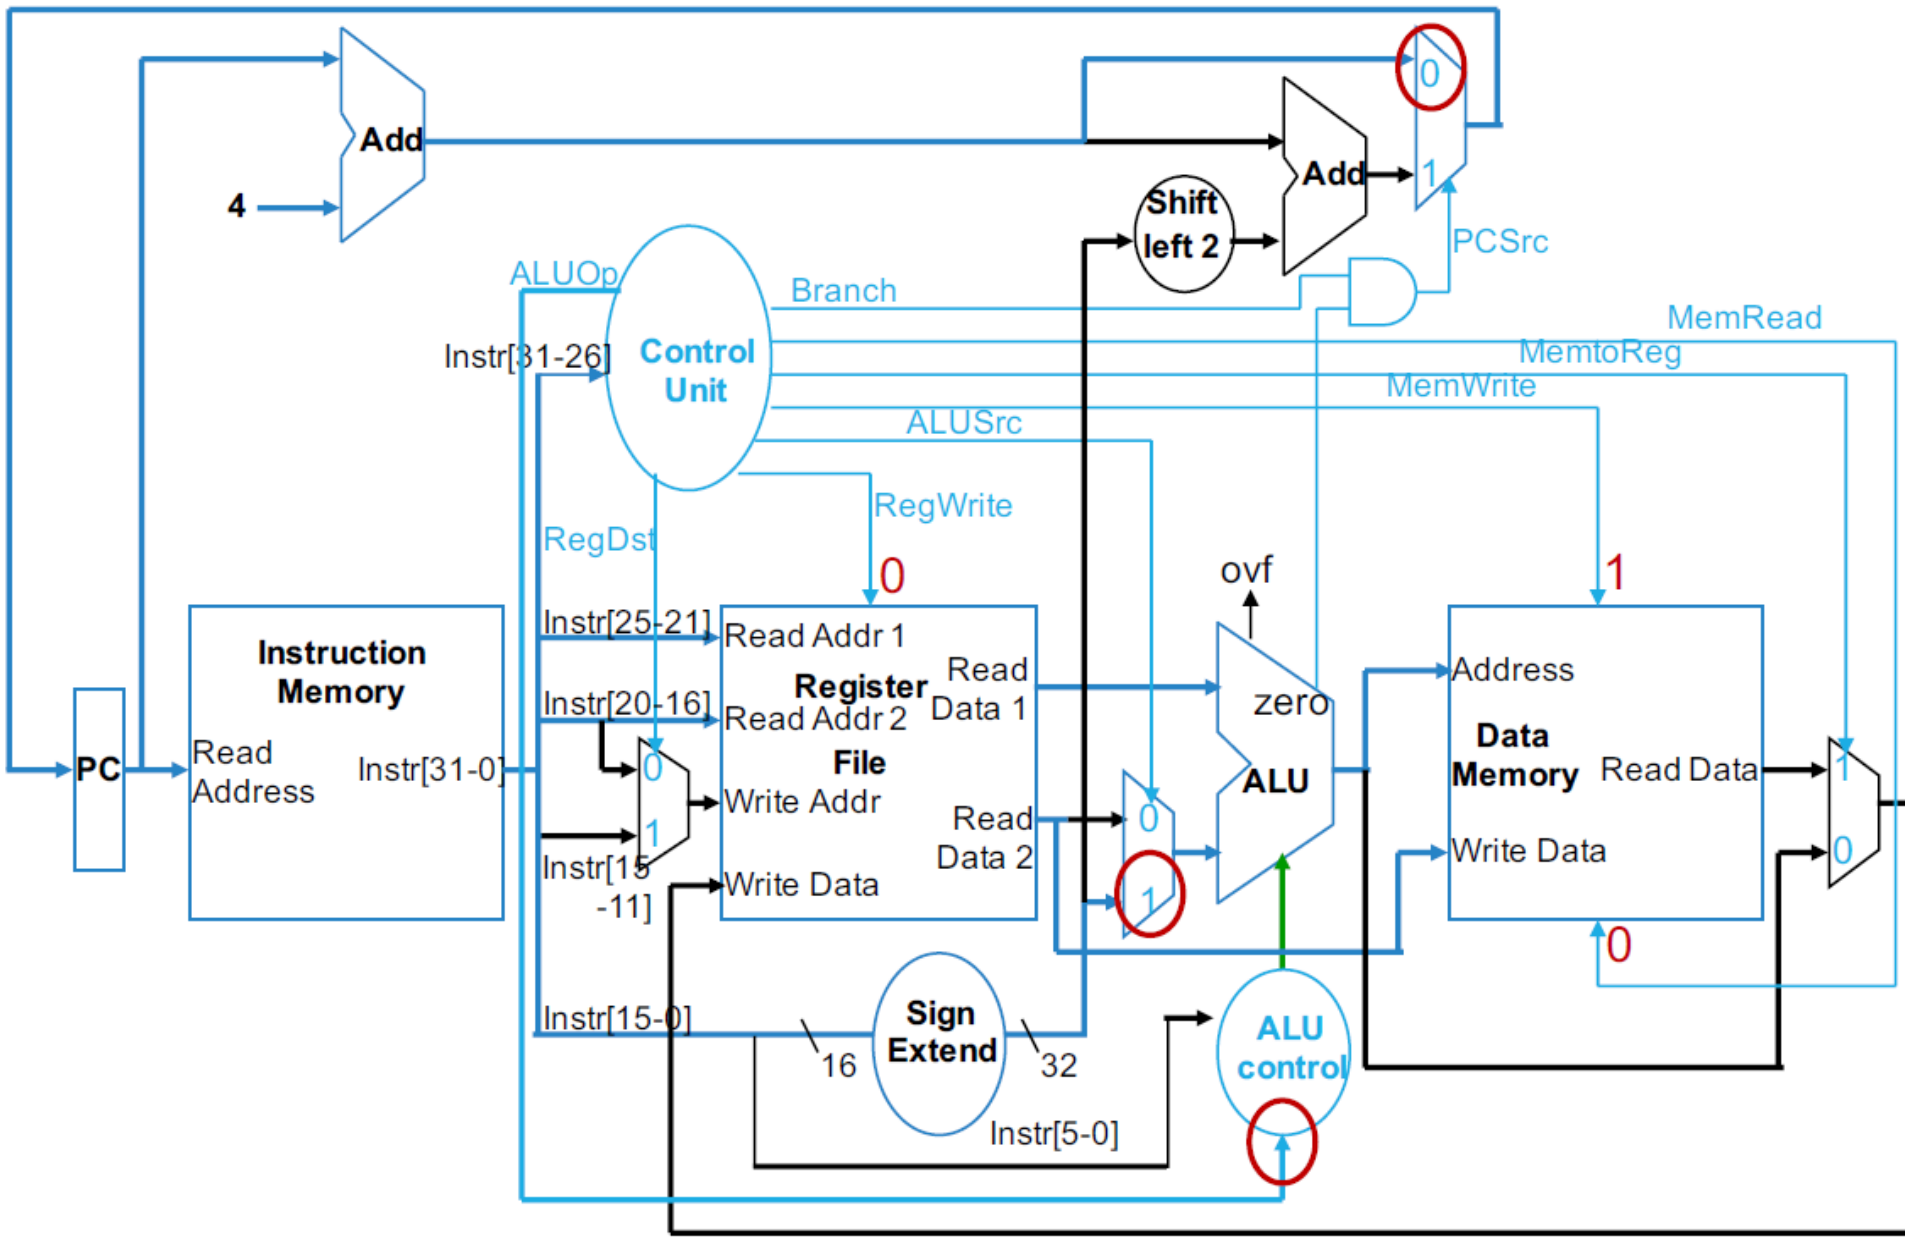 0
Add
1
Add
4
Shift
left 2
PCSrc
ALUOp
Branch
MemRead
Instr[31-26]
Control
Unit
MemtoReg
MemWrite
ALUSrc
RegWrite
RegDst
0
ovf
1
Instruction
Memory
Instr[25-21]
Read Addr 1
Register
Read
Data 1
Instr[20-16]
Read Addr 2
File
zero
Address
Data
Memory
PC
Read
Address
Instr[31-0]
0
Write Addr
1
Instr[15
-11]
Write Data
Read
Data 2
0
1
ALU
Read Data
Write Data
1
0
0
Instr[15-0]
16
Sign
Extend
32
ALU
control
Instr[5-0]